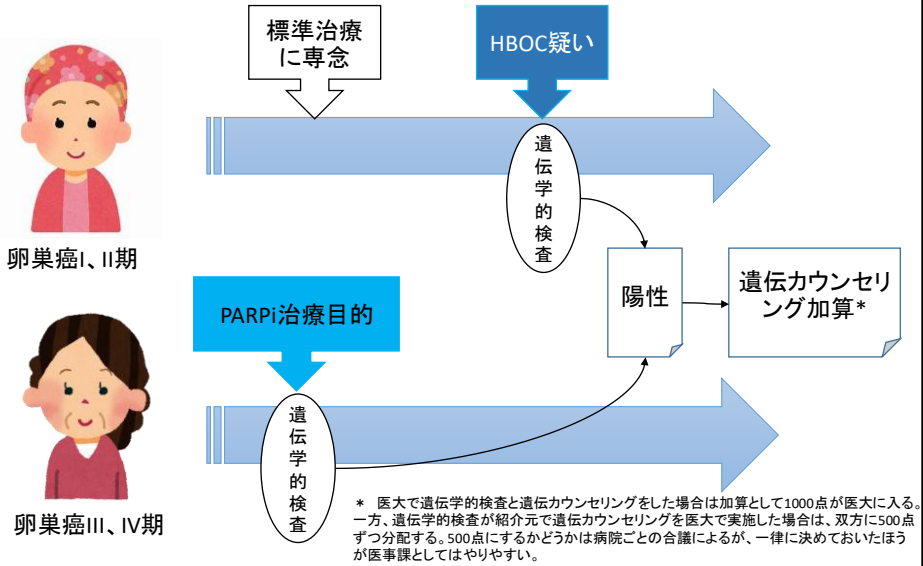 標準治療
に専念
HBOC疑い
遺伝学的検査
卵巣癌I、II期
陽性
遺伝カウンセリ
ング加算*
PARPi治療目的
遺伝学的検査
卵巣癌III、IV期
* 医大で遺伝学的検査と遺伝カウンセリングをした場合は加算として1000点が医大に入る。
一方、遺伝学的検査が紹介元で遺伝カウンセリングを医大で実施した場合は、双方に500点
ずつ分配する。500点にするかどうかは病院ごとの合議によるが、一律に決めておいたほう
が医事課としてはやりやすい。